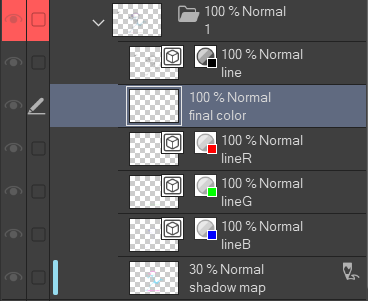 100 % Normal
1
100 % Normal
line
100 % Normal
final color
100 % Normal
lineR
100 % Normal
lineG
100 % Normal
lineB
30 % Normal
shadow map